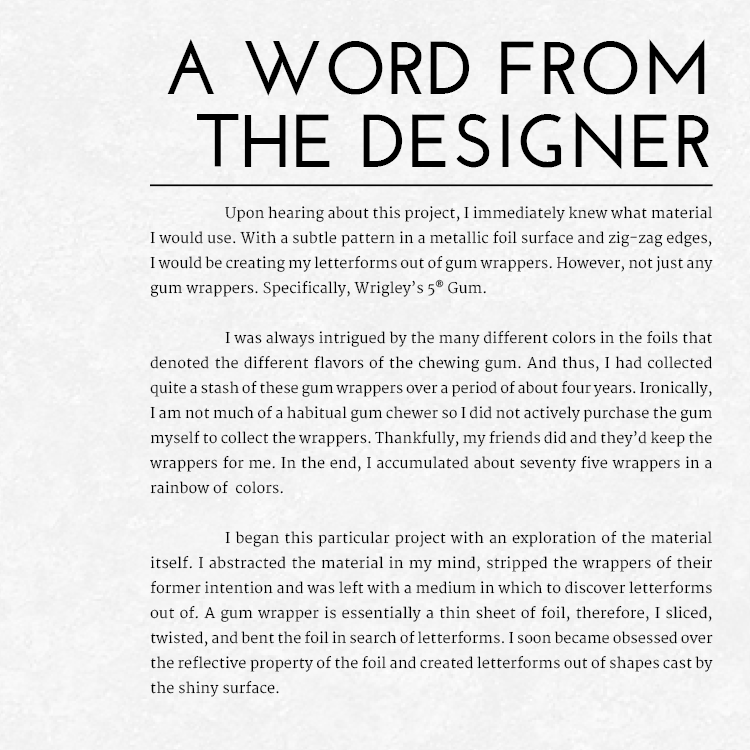 A WORD FROM
THE DESIGNER
Upon hearing about this project, I immediately knew what material
I would use. With a subtle pattern in a metallic foil surface and zig-zag edges,
I would be creating my letterforms out of gum wrappers. However, not just any
gum wrappers. Specifically, Wrigley’s 5® Gum.
I was always intrigued by the many different colors in the foils that
denoted the different flavors of the chewing gum. And thus, I had collected
quite a stash of these gum wrappers over a period of about four years. Ironically,
I am not much of a habitual gum chewer so I did not actively purchase the gum
myself to collect the wrappers. Thankfully, my friends did and they’d keep the
wrappers for me. In the end, I accumulated about seventy five wrappers in a
rainbow of colors.
I began this particular project with an exploration of the material
itself. I abstracted the material in my mind, stripped the wrappers of their
former intention and was left with a medium in which to discover letterforms
out of. A gum wrapper is essentially a thin sheet of foil, therefore, I sliced,
twisted, and bent the foil in search of letterforms. I soon became obsessed over
the reflective property of the foil and created letterforms out of shapes cast by
the shiny surface.